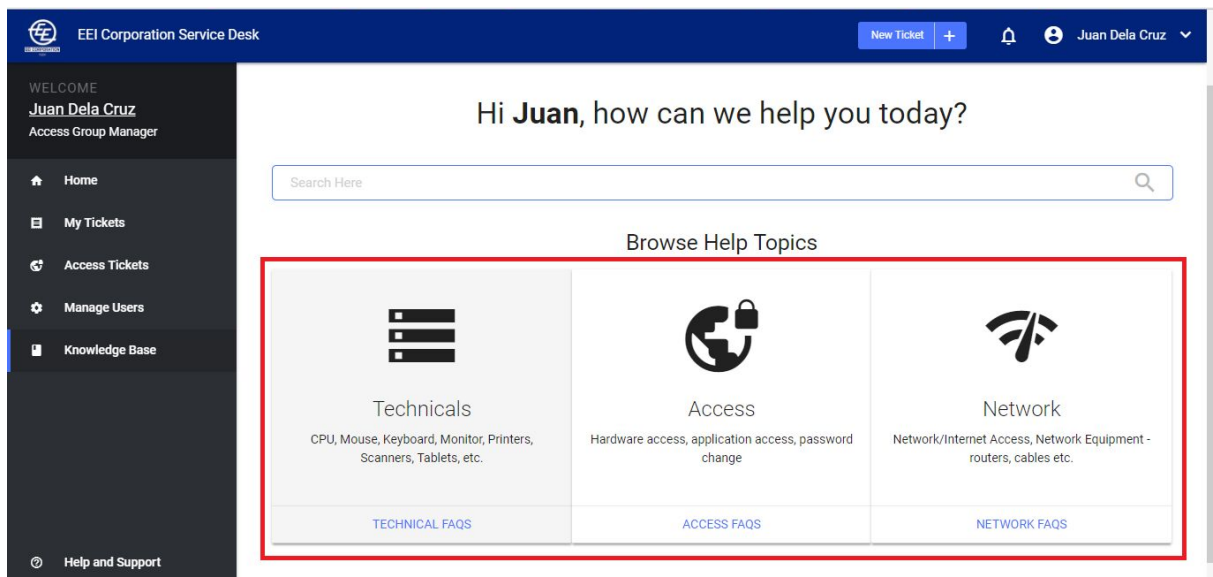 EEI Corporation Service Desk
New Ticket +
Juan Dela Cruz
WELCOME
Juan Dela Cruz
Access Group Manager
Home
My Tickets
Access Tickets
Manage Users
Knowledge Base
Help and Support
Hi Juan, how can we help you today?
Search Here
Browse Help Topics
Technicals
CPU, Mouse, Keyboard, Monitor, Printers,
Scanners, Tablets, etc.
TECHNICAL FAQS
Access
Hardware access, application access, password
change
ACCESS FAQS
Network
Network/Internet Access, Network Equipment -
routers, cables etc.
NETWORK FAQS